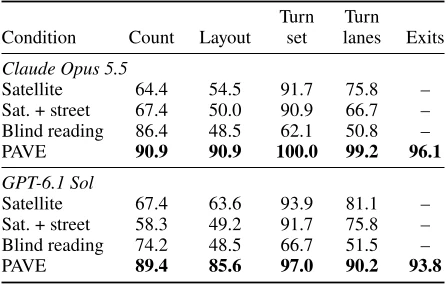 Turn Turn
Condition Count Layout set lanes Exits
Claude Opus 5.5
Satellite 64.4 54.5 91.7 75.8 –
Sat. + street 67.4 50.0 90.9 66.7 –
Blind reading 86.4 48.5 62.1 50.8 –
PAVE 90.9 90.9 100.0 99.2 96.1
GPT-6.1 Sol
Satellite 67.4 63.6 93.9 81.1 –
Sat. + street 58.3 49.2 91.7 75.8 –
Blind reading 74.2 48.5 66.7 51.5 –
PAVE 89.4 85.6 97.0 90.2 93.8